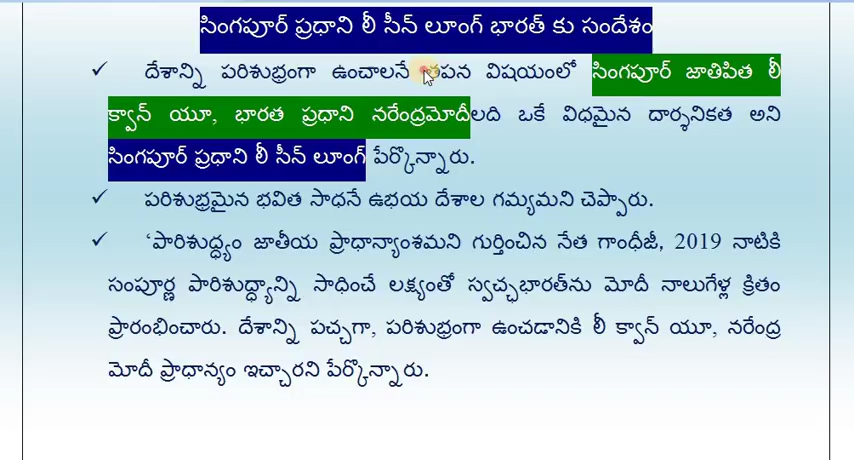 సింగపూర్ ప్రధాని లీ సీన్ లూంగ్ భారత్ కు సందేశం
✓ దేశాన్ని పరిశుభ్రంగా ఉంచాలనే తపన విషయంలో సింగపూర్ జాతిపిత లీ
క్వాన్ యూ, భారత ప్రధాని నరేంద్రమోదీలది ఒకే విధమైన దార్శనికత అని
సింగపూర్ ప్రధాని లీ సీన్ లూంగ్ పేర్కొన్నారు.
✓ పరిశుభ్రమైన భవిత సాధనే ఉభయ దేశాల గమ్యమని చెప్పారు.
✓ ‘పారిశుద్ధ్యం జాతీయ ప్రాధాన్యాంశమని గుర్తించిన నేత గాంధీజీ, 2019 నాటికి
సంపూర్ణ పారిశుద్ధ్యాన్ని సాధించే లక్ష్యంతో స్వచ్ఛభారత్‌ను మోదీ నాలుగేళ్ల క్రితం
ప్రారంభించారు. దేశాన్ని పచ్చగా, పరిశుభ్రంగా ఉంచడానికి లీ క్వాన్ యూ, నరేంద్ర
మోదీ ప్రాధాన్యం ఇచ్చారని పేర్కొన్నారు.